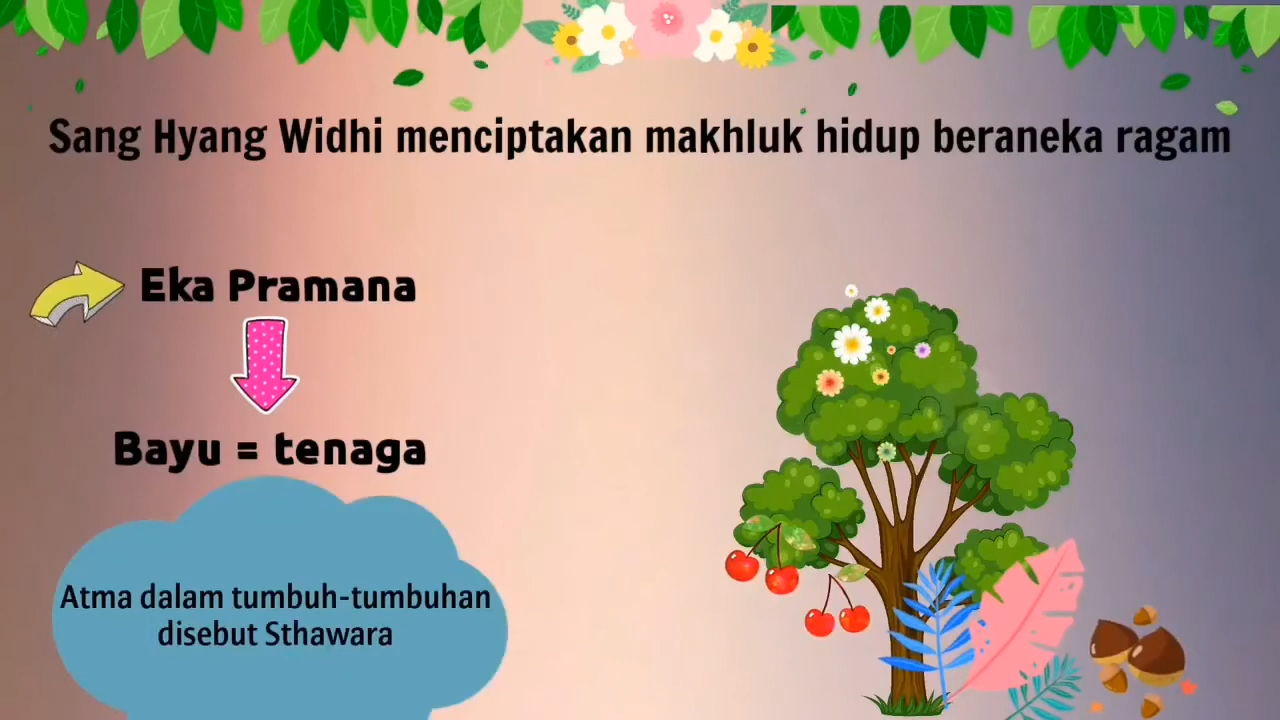 Sang Hyang Widhi menciptakan makhluk hidup beraneka ragam
Eka Pramana
Bayu = tenaga
Atma dalam tumbuh-tumbuhan
disebut Sthawara